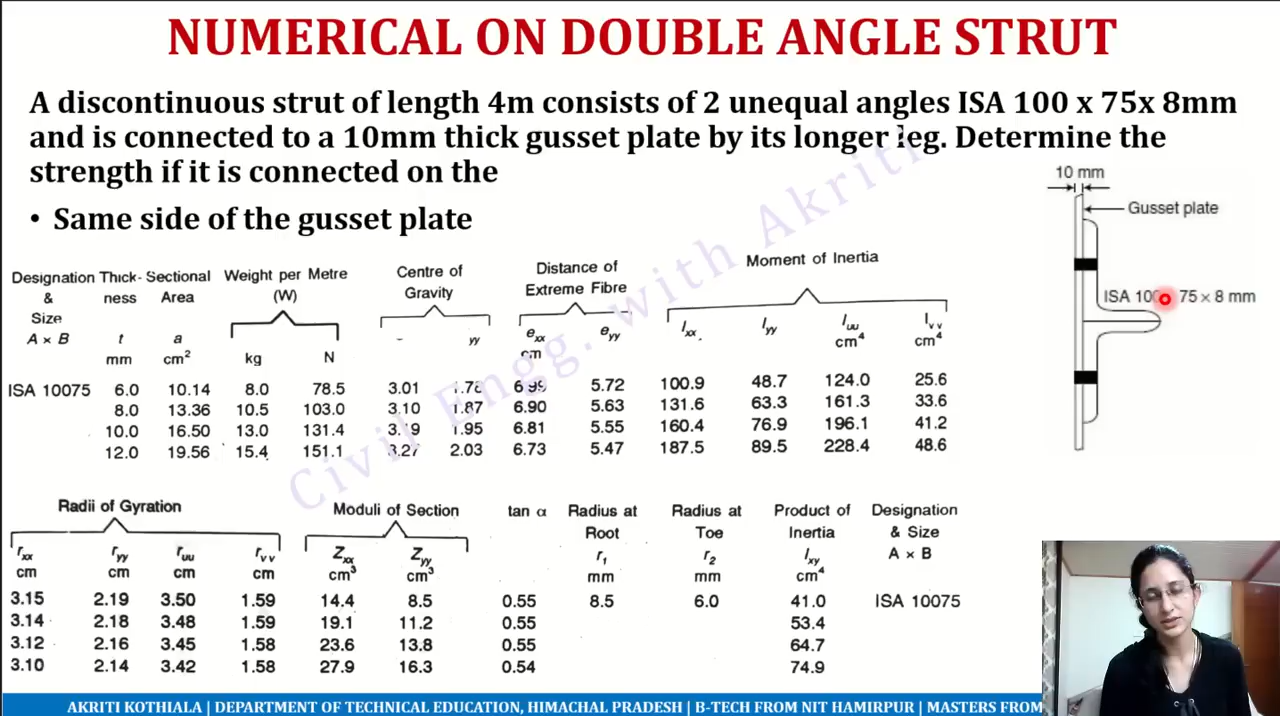 NUMERICAL ON DOUBLE ANGLE STRUT
A discontinuous strut of length 4m consists of 2 unequal angles ISA 100 x 75x 8mm
and is connected to a 10mm thick gusset plate by its longer leg. Determine the
strength if it is connected on the
• Same side of the gusset plate
10 mm
Gusset plate
ISA 100 75 × 8 mm
Civil Engg. with Akriti
Designation Thick- Sectional Weight per Metre Centre of Distance of Moment of Inertia
& ness Area (W) Gravity Extreme Fibre
Size
A × B t a yy exx eyy Ixx Iyy Iuu Ivv
mm cm² kg N cm cm⁴ cm⁴
ISA 10075 6.0 10.14 8.0 78.5 3.01 1.78 6.99 5.72 100.9 48.7 124.0 25.6
8.0 13.36 10.5 103.0 3.10 1.87 6.90 5.63 131.6 63.3 161.3 33.6
10.0 16.50 13.0 131.4 3.19 1.95 6.81 5.55 160.4 76.9 196.1 41.2
12.0 19.56 15.4 151.1 3.27 2.03 6.73 5.47 187.5 89.5 228.4 48.6
Radii of Gyration Moduli of Section tan α Radius at Radius at Product of Designation
Root Toe Inertia & Size
rxx ryy ruu rvv Zxx Zyy r1 r2 Ixy A × B
cm cm cm cm cm³ cm³ mm mm cm⁴
3.15 2.19 3.50 1.59 14.4 8.5 0.55 8.5 6.0 41.0 ISA 10075
3.14 2.18 3.48 1.59 19.1 11.2 0.55 53.4
3.12 2.16 3.45 1.58 23.6 13.8 0.55 64.7
3.10 2.14 3.42 1.58 27.9 16.3 0.54 74.9
AKRITI KOTHIALA | DEPARTMENT OF TECHNICAL EDUCATION, HIMACHAL PRADESH | B-TECH FROM NIT HAMIRPUR | MASTERS FROM